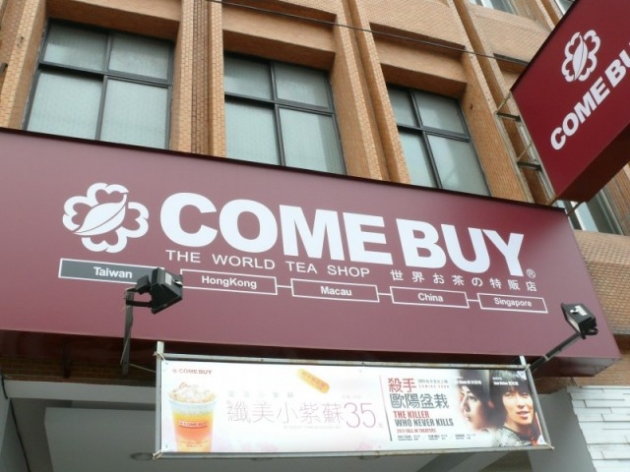 COME BUY
COME BUY®
THE WORLD TEA SHOP 世界お茶の特販店
Taiwan HongKong Macau China Singapore
COMEBUY
纖美小紫蘇35
殺手
歐陽盆栽
THE KILLER
WHO NEVER KILLS